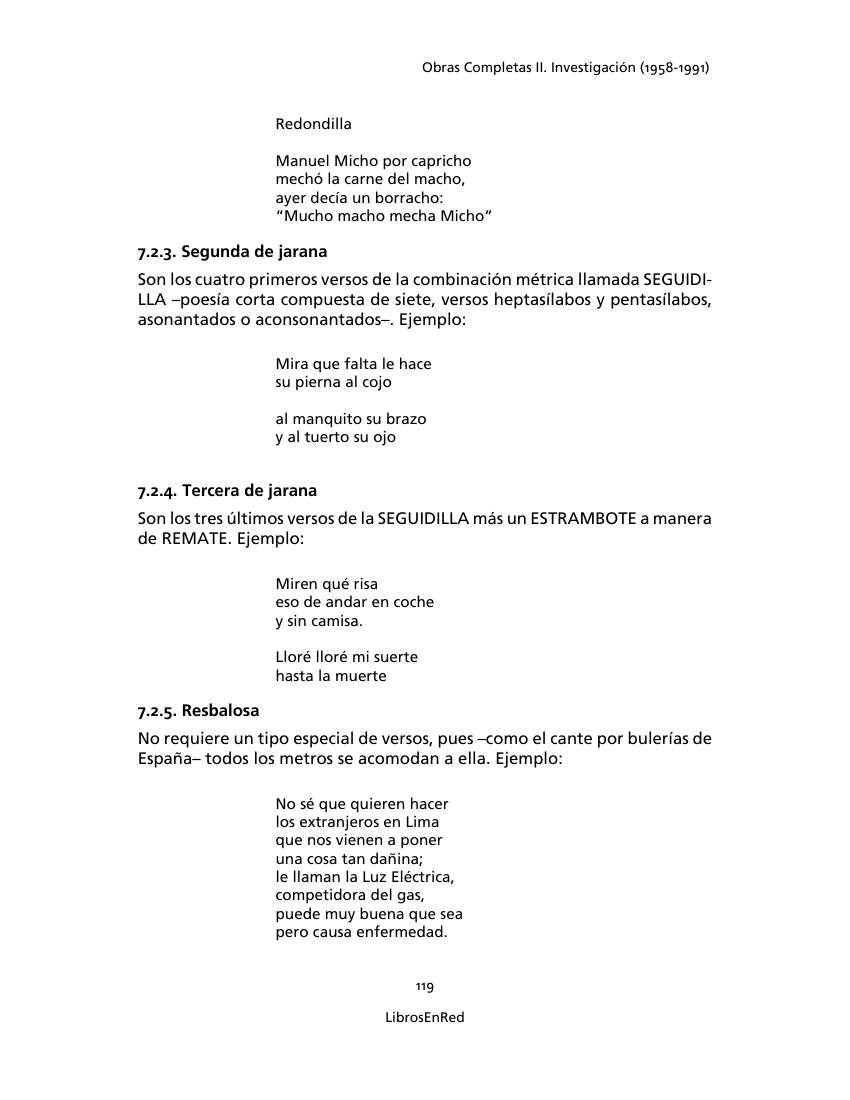 Obras Completas II. Investigación (1958-1991)
Redondilla
Manuel Micho por capricho
mechó la carne del macho,
ayer decía un borracho:
“Mucho macho mecha Micho”
7.2.3. Segunda de jarana
Son los cuatro primeros versos de la combinación métrica llamada SEGUIDI-
LLA –poesía corta compuesta de siete, versos heptasílabos y pentasílabos,
asonantados o aconsonantados–. Ejemplo:
Mira que falta le hace
su pierna al cojo
al manquito su brazo
y al tuerto su ojo
7.2.4. Tercera de jarana
Son los tres últimos versos de la SEGUIDILLA más un ESTRAMBOTE a manera
de REMATE. Ejemplo:
Miren qué risa
eso de andar en coche
y sin camisa.
Lloré lloré mi suerte
hasta la muerte
7.2.5. Resbalosa
No requiere un tipo especial de versos, pues –como el cante por bulerías de
España– todos los metros se acomodan a ella. Ejemplo:
No sé que quieren hacer
los extranjeros en Lima
que nos vienen a poner
una cosa tan dañina;
le llaman la Luz Eléctrica,
competidora del gas,
puede muy buena que sea
pero causa enfermedad.
119
LibrosEnRed